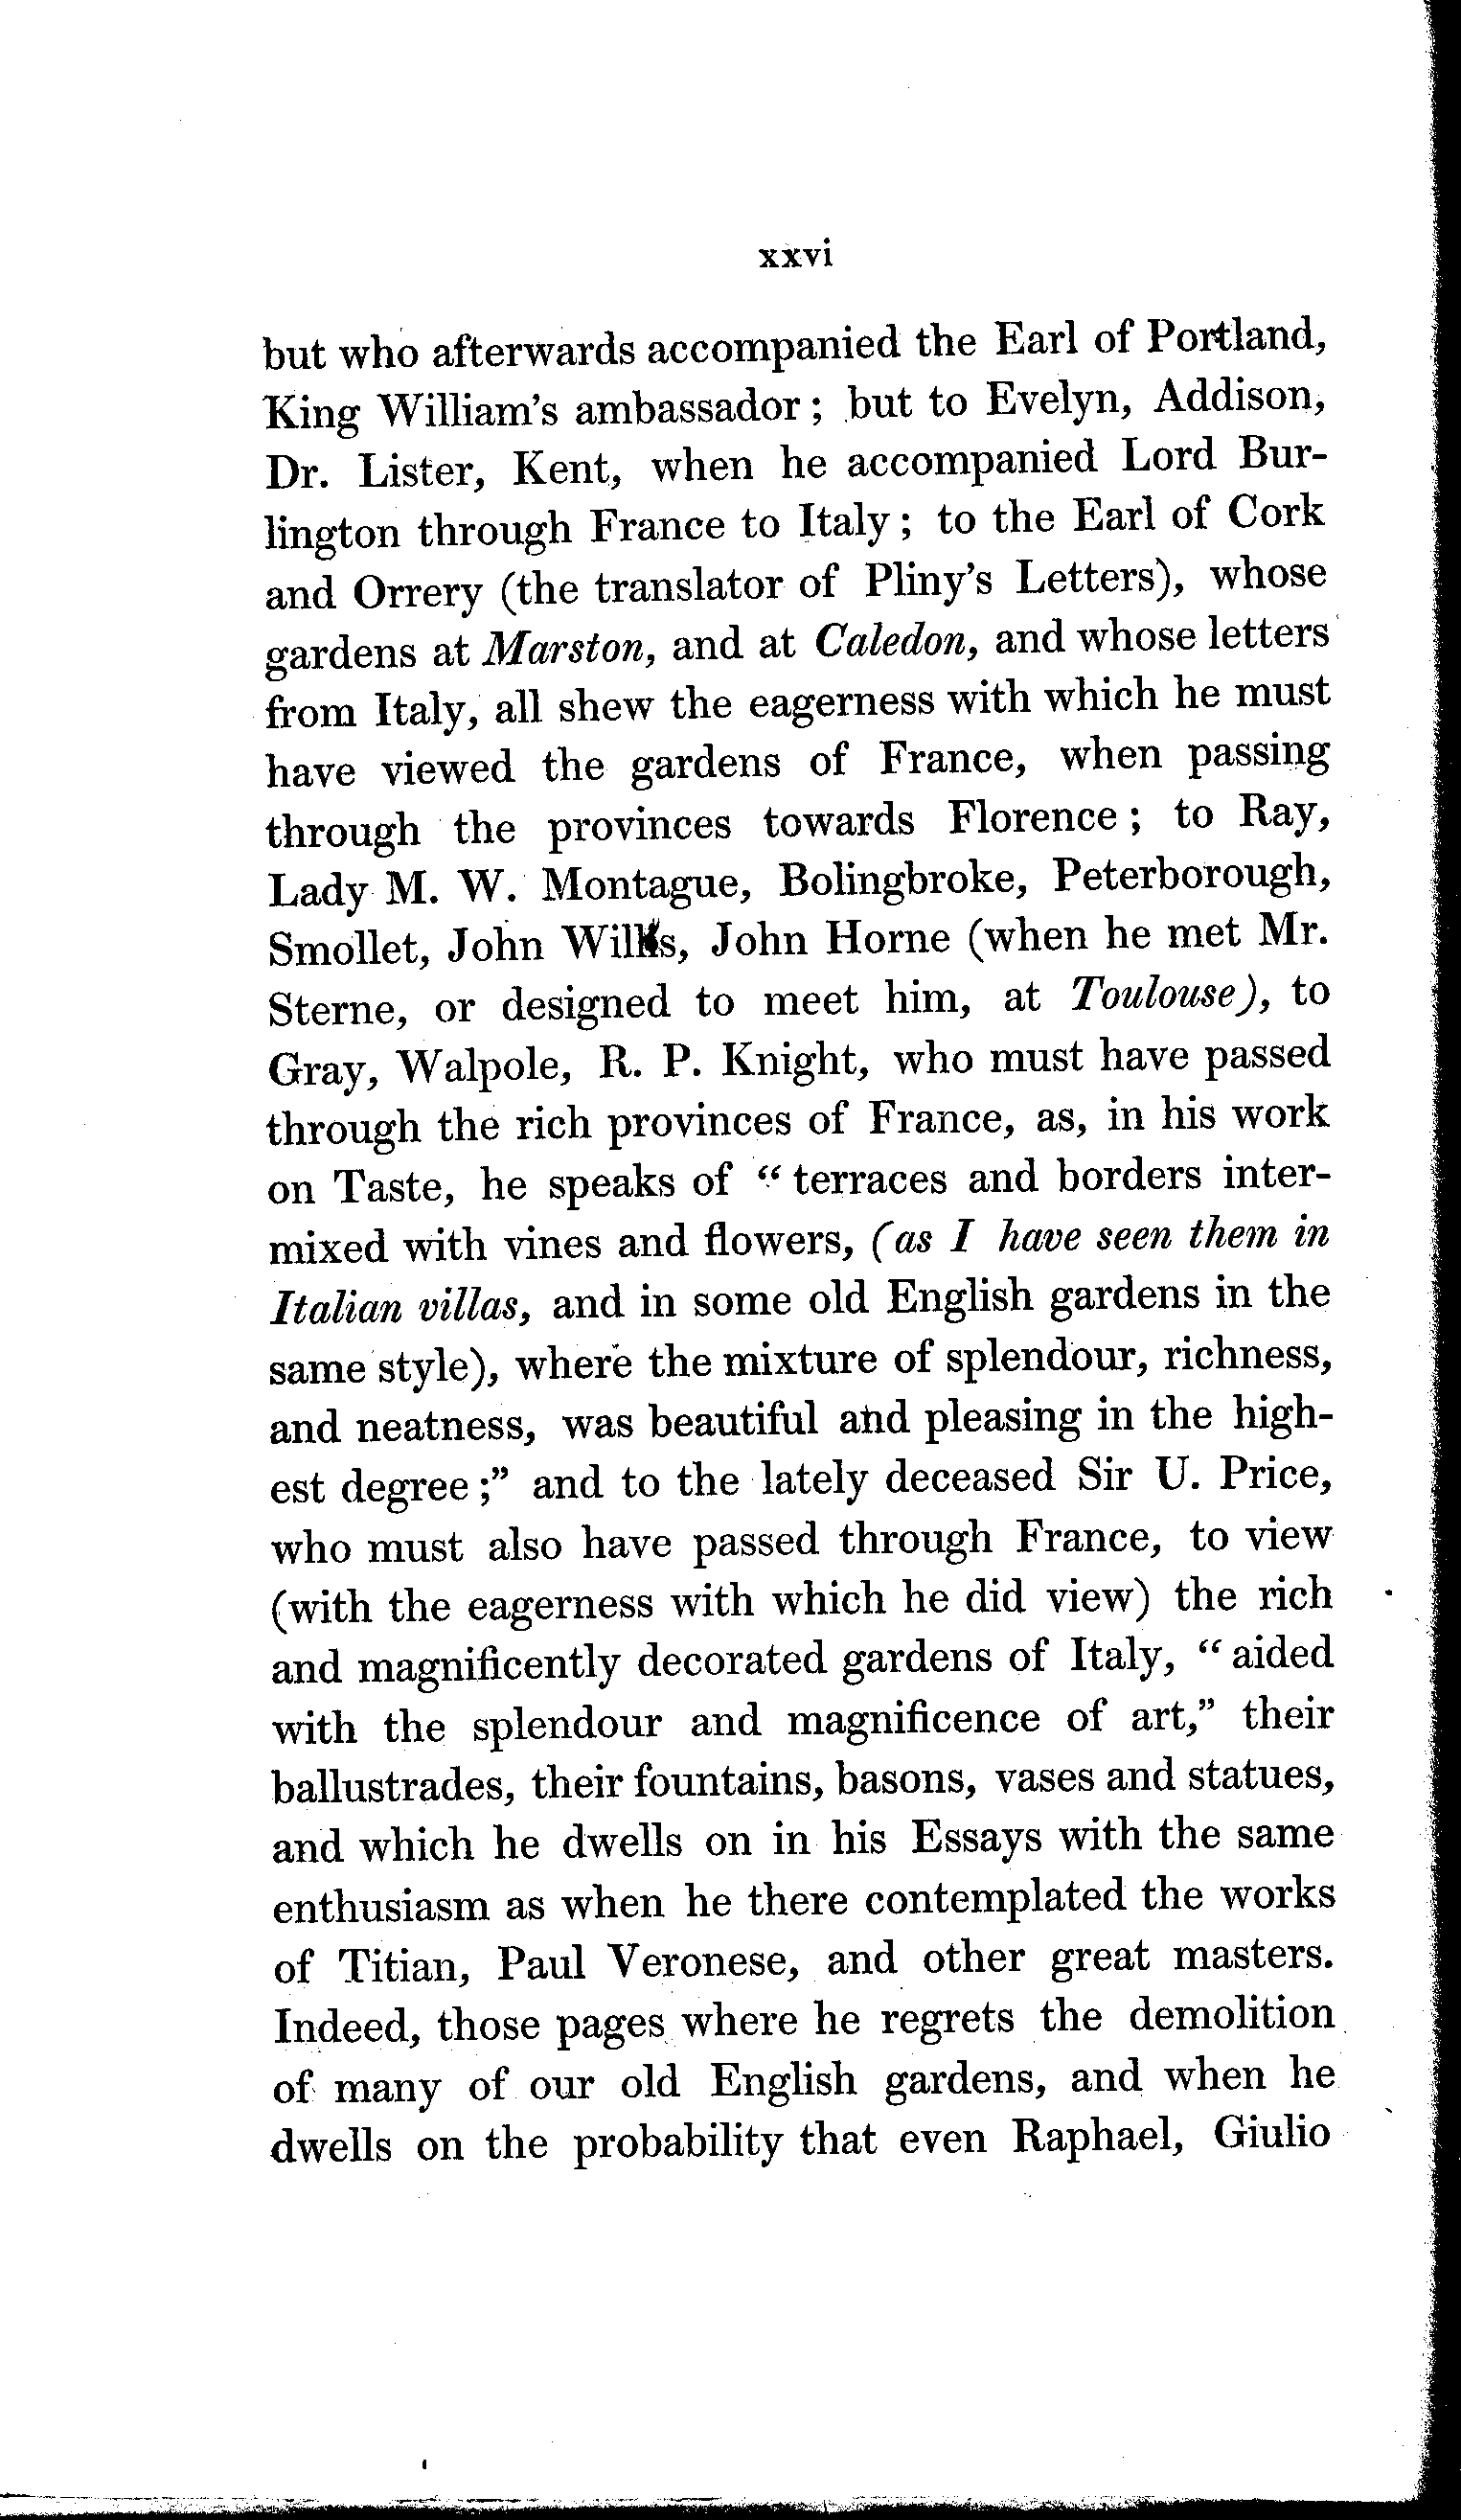 xxvi
but who afterwards accompanied the Earl of Portland,
King William's ambassador; but to Evelyn, Addison,
Dr. Lister, Kent, when he accompanied Lord Bur-
lington through France to Italy; to the Earl of Cork
and Orrery (the translator of Pliny's Letters), whose
gardens at Marston, and at Caledon, and whose letters
from Italy, all shew the eagerness with which he must
have viewed the gardens of France, when passing
through the provinces towards Florence; to Ray,
Lady M. W. Montague, Bolingbroke, Peterborough,
Smollet, John John Horne (when he met Mr.
Sterne, or designed to meet him, at Toulouse), to
Gray, Walpole, R. P. Knight, who must have passed
through the rich provinces of France, as, in his work
on Taste, he speaks of “terraces and borders inter-
mixed with vines and flowers, (as I have seen them in
Italian villas, and in some old English gardens in the
same style), where the mixture of splendour, richness,
and neatness, was beautiful and pleasing in the high-
est degree;” and to the lately deceased Sir U. Price,
who must also have passed through France, to view
(with the eagerness with which he did view) the rich
and magnificently decorated gardens of Italy, “aided
with the splendour and magnificence of art,” their
ballustrades, their fountains, basons, vases and statues,
and which he dwells on in his Essays with the same
enthusiasm as when he there contemplated the works
of Titian, Paul Veronese, and other great masters.
Indeed, those pages where he regrets the demolition
of many of our old English gardens, and when he
dwells on the probability that even Raphael, Giulio